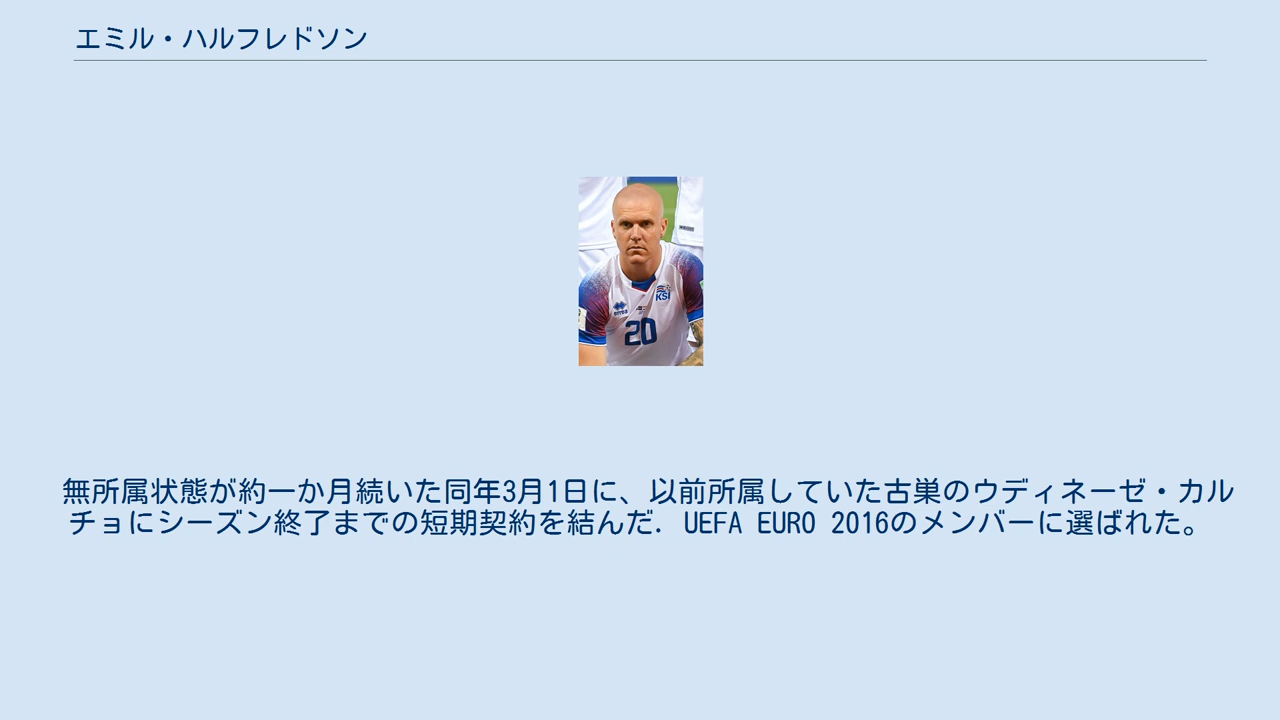 エミル・ハルフレドソン
KSÍ
errea
20
無所属状態が約一か月続いた同年3月1日に、以前所属していた古巣のウディネーゼ・カル
チョにシーズン終了までの短期契約を結んだ. UEFA EURO 2016のメンバーに選ばれた。